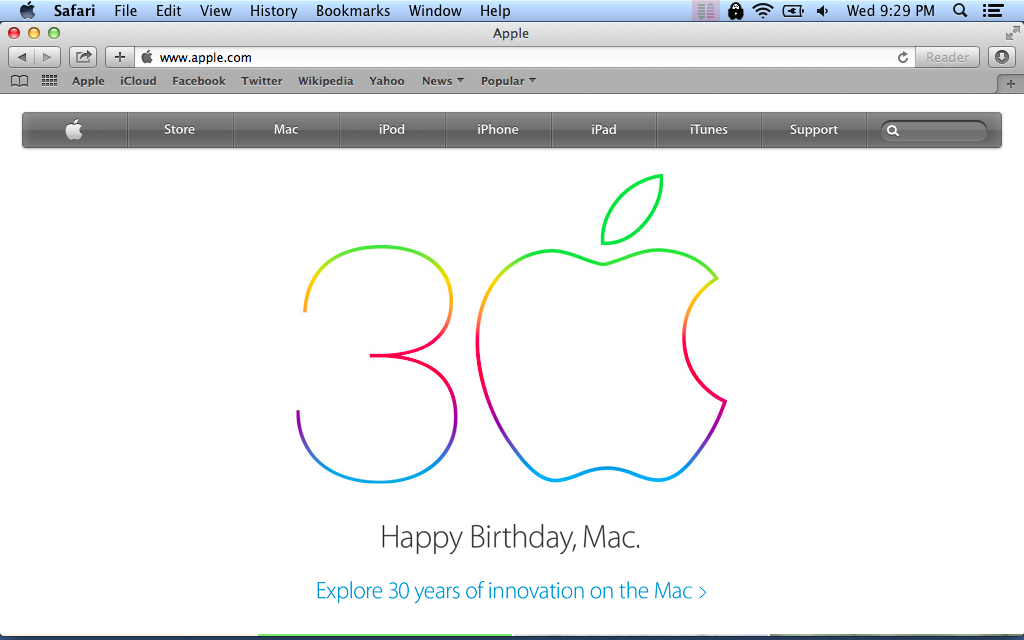 Safari File Edit View History Bookmarks Window Help Wed 9:29 PM
Apple
www.apple.com Reader
Apple iCloud Facebook Twitter Wikipedia Yahoo News Popular
Store Mac iPod iPhone iPad iTunes Support
3
Happy Birthday, Mac.
Explore 30 years of innovation on the Mac >